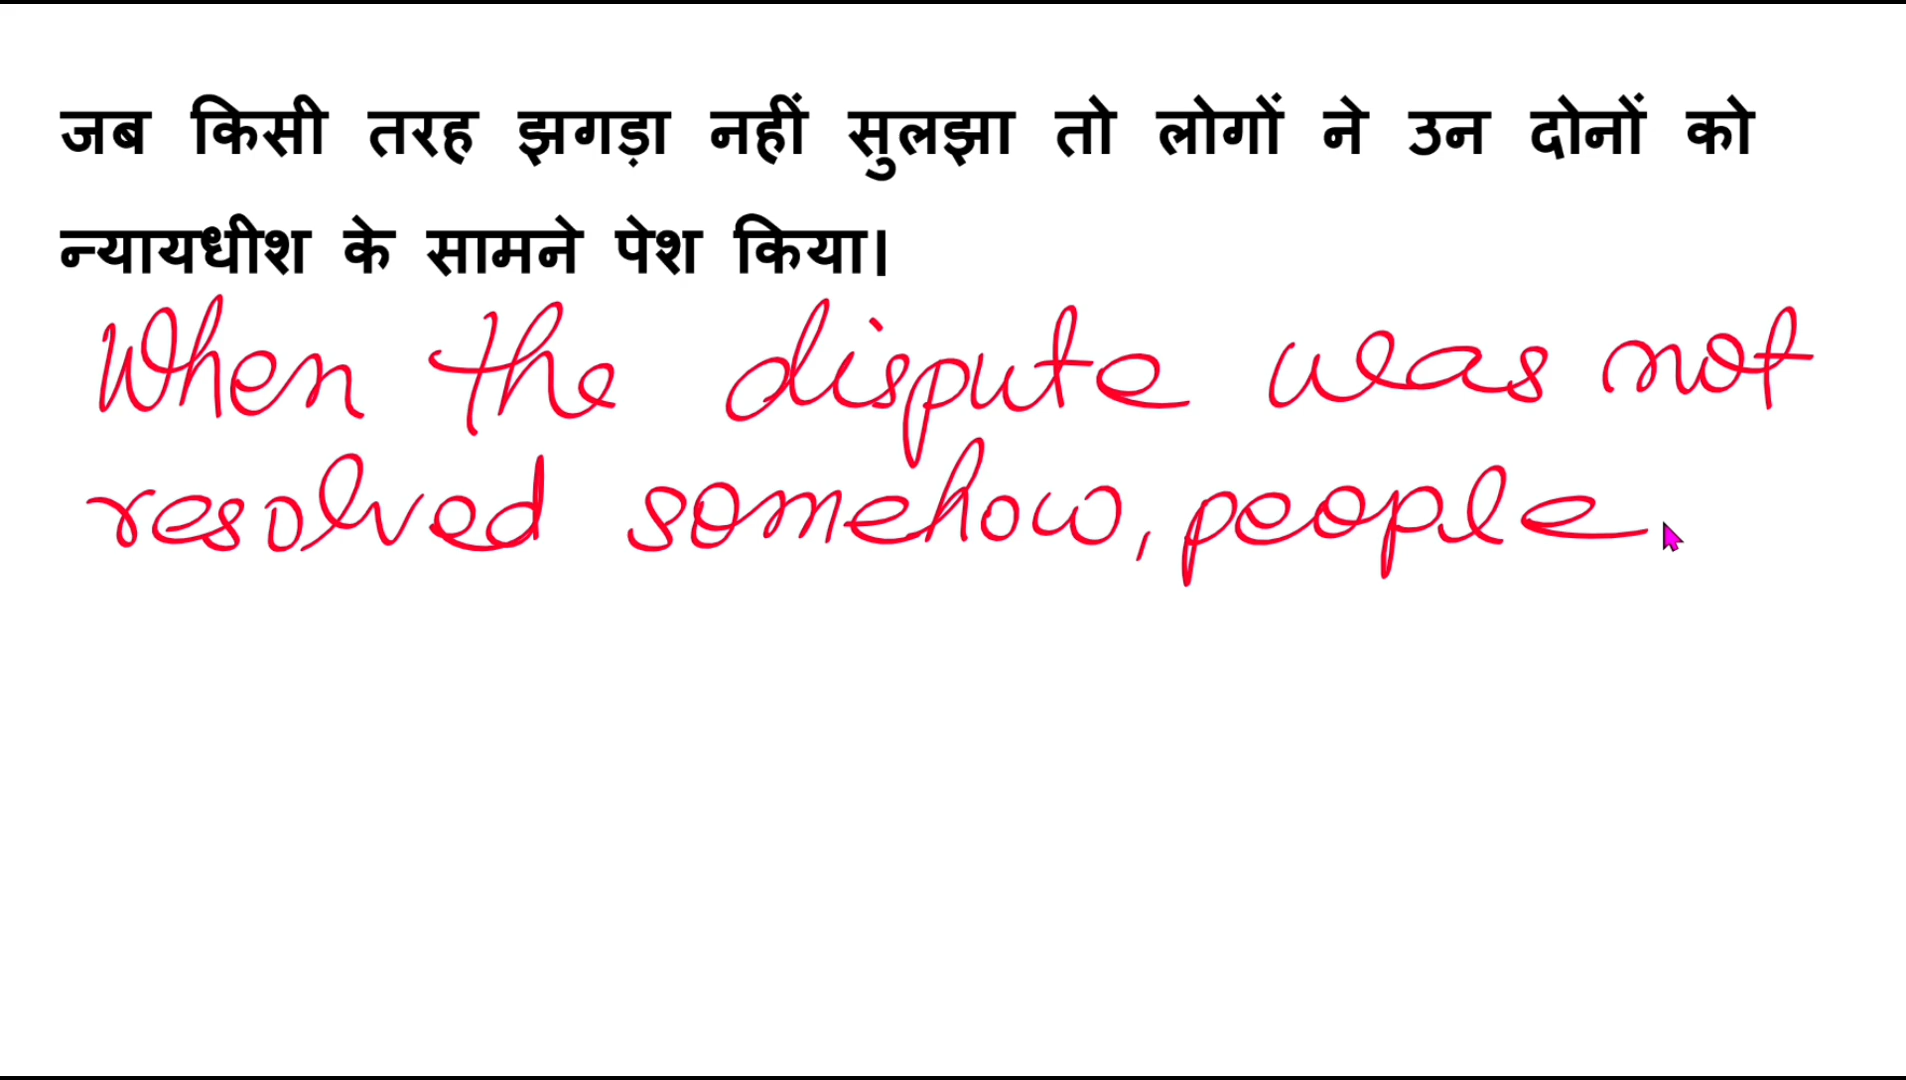 जब किसी तरह झगड़ा नहीं सुलझा तो लोगों ने उन दोनों को
न्यायधीश के सामने पेश किया।
When the dispute was not
resolved somehow, people